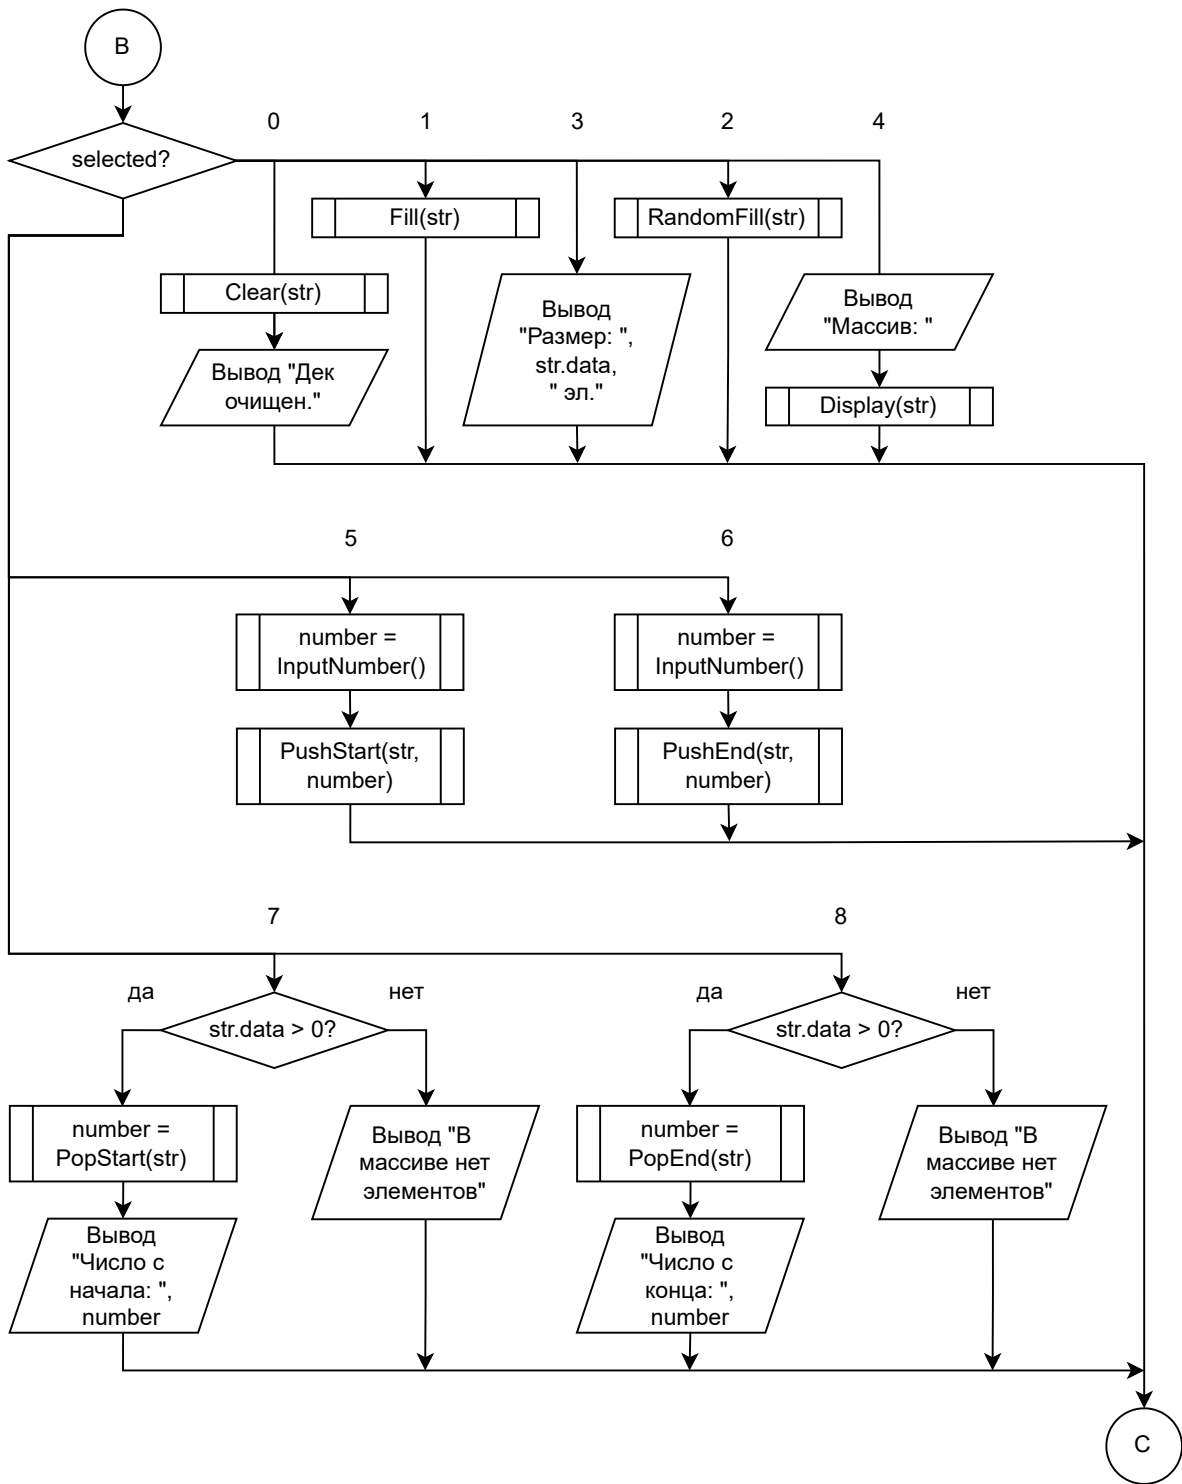 B
0
1
3
2
4
selected?
Fill(str)
RandomFill(str)
Clear(str)
Вывод
"Размер: ",
str.data,
" эл."
Вывод
"Массив: "
Вывод "Дек
очищен."
Display(str)
5
6
number =
InputNumber()
number =
InputNumber()
PushStart(str,
number)
PushEnd(str,
number)
7
8
да
нет
да
нет
str.data > 0?
str.data > 0?
number =
PopStart(str)
Вывод "В
массиве нет
элементов"
number =
PopEnd(str)
Вывод "В
массиве нет
элементов"
Вывод
"Число с
начала: ",
number
Вывод
"Число с
конца: ",
number
C